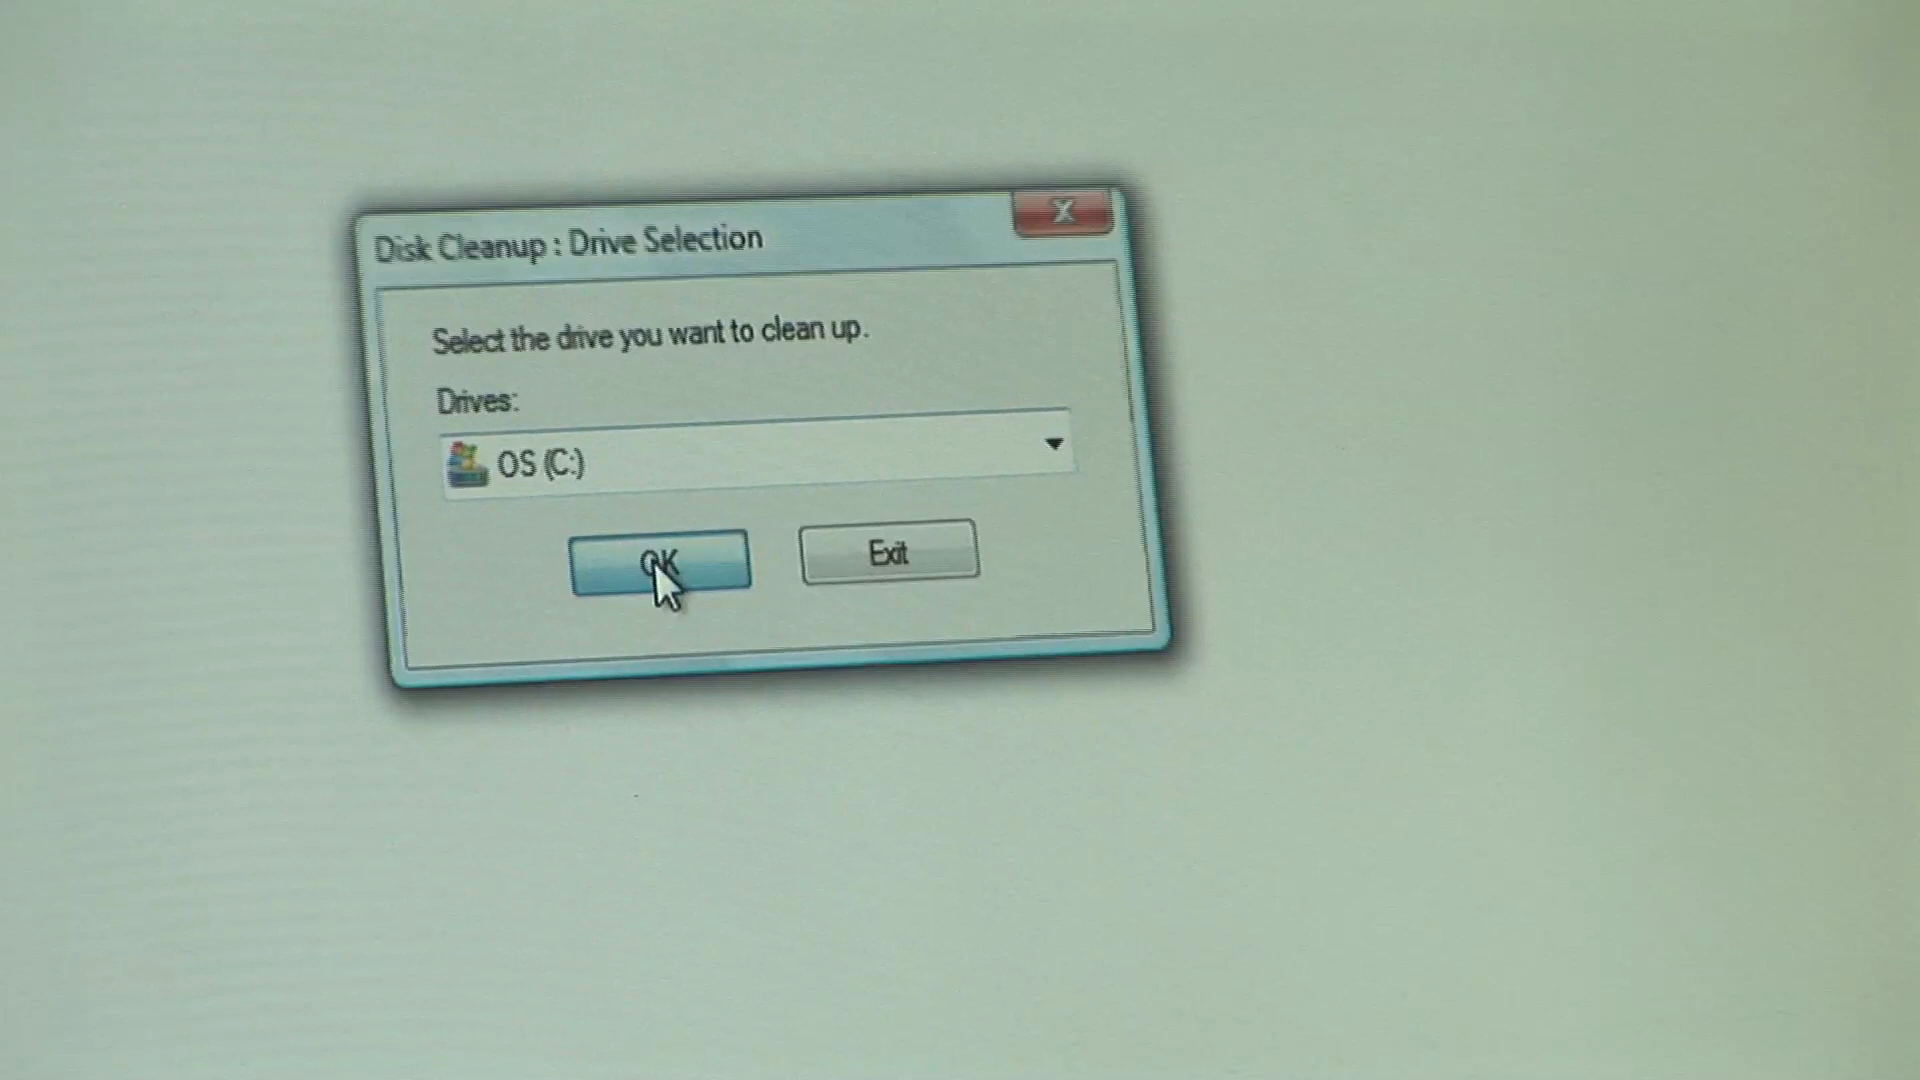 Disk Cleanup : Drive Selection
X
Select the drive you want to clean up.
Drives:
OS (C:)
OK
Exit